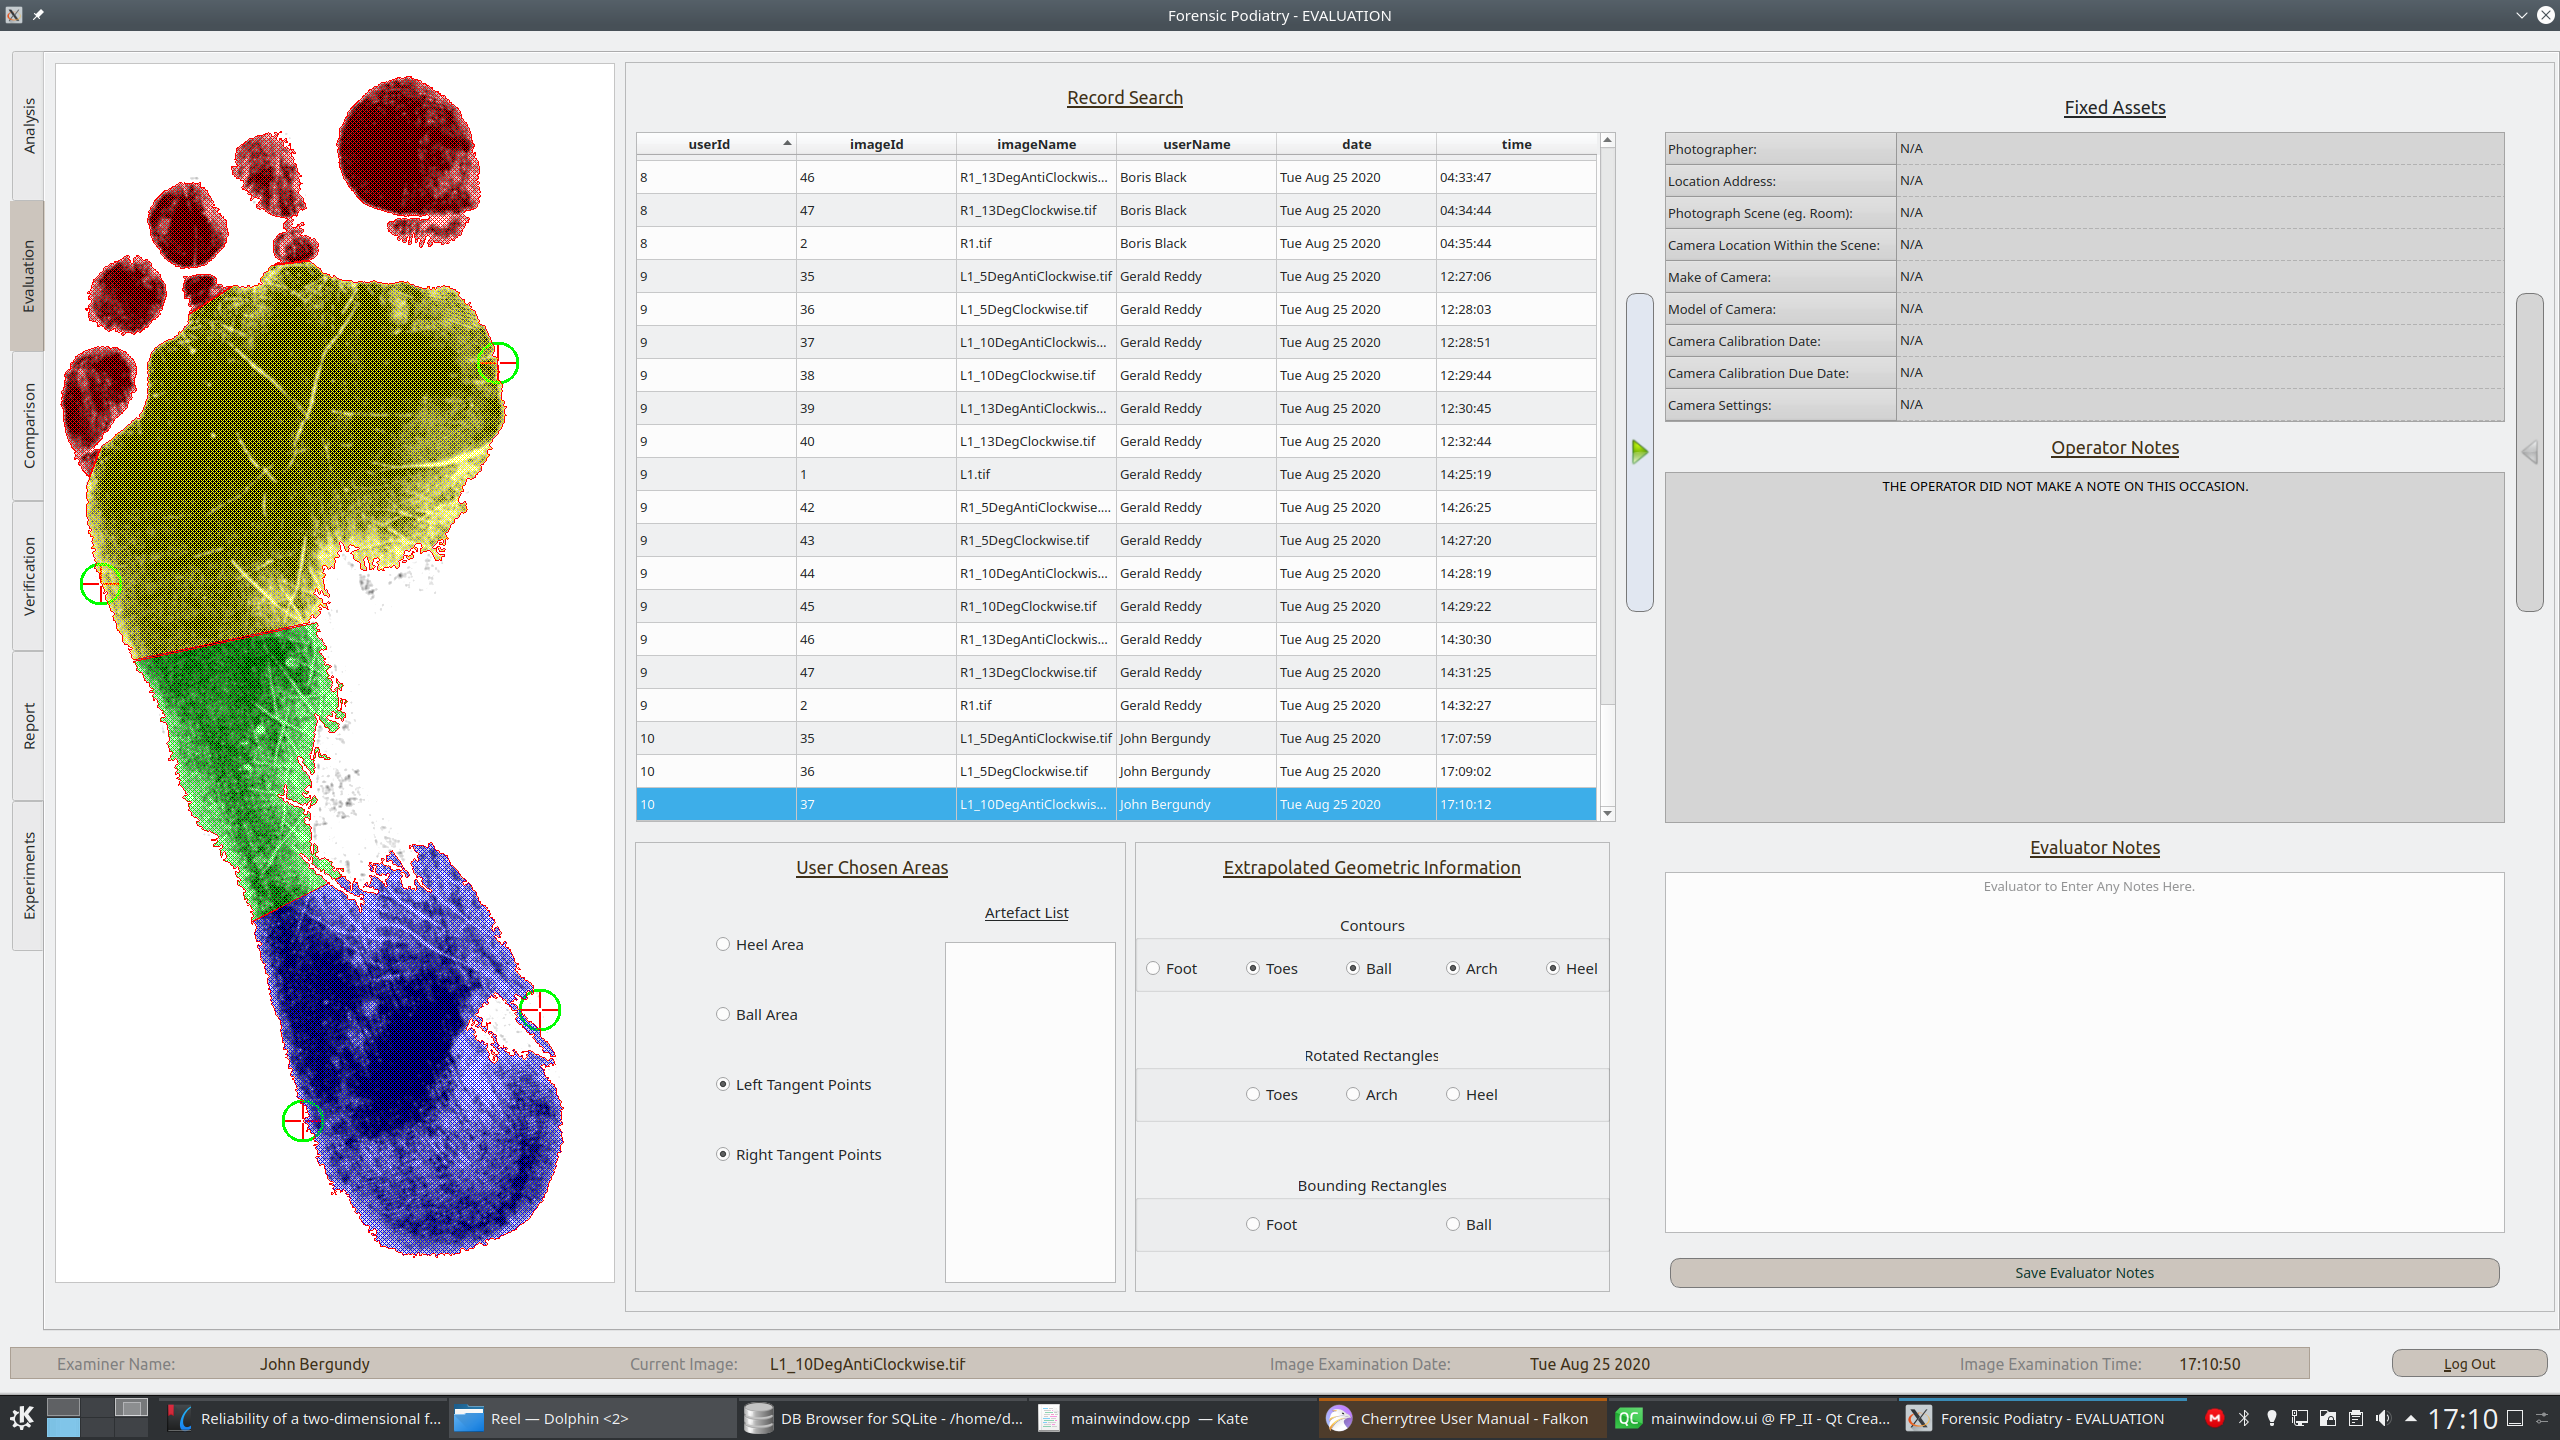 Forensic Podiatry - EVALUATION
Analysis
Evaluation
Comparison
Verification
Report
Experiments
Record Search
userId imageId imageName userName date time
8 46 R1_13DegAntiClockwis... Boris Black Tue Aug 25 2020 04:33:47
8 47 R1_13DegClockwise.tif Boris Black Tue Aug 25 2020 04:34:44
8 2 R1.tif Boris Black Tue Aug 25 2020 04:35:44
9 35 L1_5DegAntiClockwise.tif Gerald Reddy Tue Aug 25 2020 12:27:06
9 36 L1_5DegClockwise.tif Gerald Reddy Tue Aug 25 2020 12:28:03
9 37 L1_10DegAntiClockwis... Gerald Reddy Tue Aug 25 2020 12:28:51
9 38 L1_10DegClockwise.tif Gerald Reddy Tue Aug 25 2020 12:29:44
9 39 L1_13DegAntiClockwis... Gerald Reddy Tue Aug 25 2020 12:30:45
9 40 L1_13DegClockwise.tif Gerald Reddy Tue Aug 25 2020 12:32:44
9 1 L1.tif Gerald Reddy Tue Aug 25 2020 14:25:19
9 42 R1_5DegAntiClockwise.... Gerald Reddy Tue Aug 25 2020 14:26:25
9 43 R1_5DegClockwise.tif Gerald Reddy Tue Aug 25 2020 14:27:20
9 44 R1_10DegAntiClockwis... Gerald Reddy Tue Aug 25 2020 14:28:19
9 45 R1_10DegClockwise.tif Gerald Reddy Tue Aug 25 2020 14:29:22
9 46 R1_13DegAntiClockwis... Gerald Reddy Tue Aug 25 2020 14:30:30
9 47 R1_13DegClockwise.tif Gerald Reddy Tue Aug 25 2020 14:31:25
9 2 R1.tif Gerald Reddy Tue Aug 25 2020 14:32:27
10 35 L1_5DegAntiClockwise.tif John Bergundy Tue Aug 25 2020 17:07:59
10 36 L1_5DegClockwise.tif John Bergundy Tue Aug 25 2020 17:09:02
10 37 L1_10DegAntiClockwis... John Bergundy Tue Aug 25 2020 17:10:12
User Chosen Areas
Artefact List
Heel Area
Ball Area
Left Tangent Points
Right Tangent Points
Extrapolated Geometric Information
Contours
Foot Toes Ball Arch Heel
Rotated Rectangles
Toes Arch Heel
Bounding Rectangles
Foot Ball
Fixed Assets
Photographer: N/A
Location Address: N/A
Photograph Scene (eg. Room): N/A
Camera Location Within the Scene: N/A
Make of Camera: N/A
Model of Camera: N/A
Camera Calibration Date: N/A
Camera Calibration Due Date: N/A
Camera Settings: N/A
Operator Notes
THE OPERATOR DID NOT MAKE A NOTE ON THIS OCCASION.
Evaluator Notes
Evaluator to Enter Any Notes Here.
Save Evaluator Notes
Examiner Name: John Bergundy Current Image: L1_10DegAntiClockwise.tif Image Examination Date: Tue Aug 25 2020 Image Examination Time: 17:10:50 Log Out
Reliability of a two-dimensional f... Reel — Dolphin <2> DB Browser for SQLite - /home/d... mainwindow.cpp — Kate Cherrytree User Manual - Falkon QC mainwindow.ui @ FP_II - Qt Crea... Forensic Podiatry - EVALUATION M 17:10